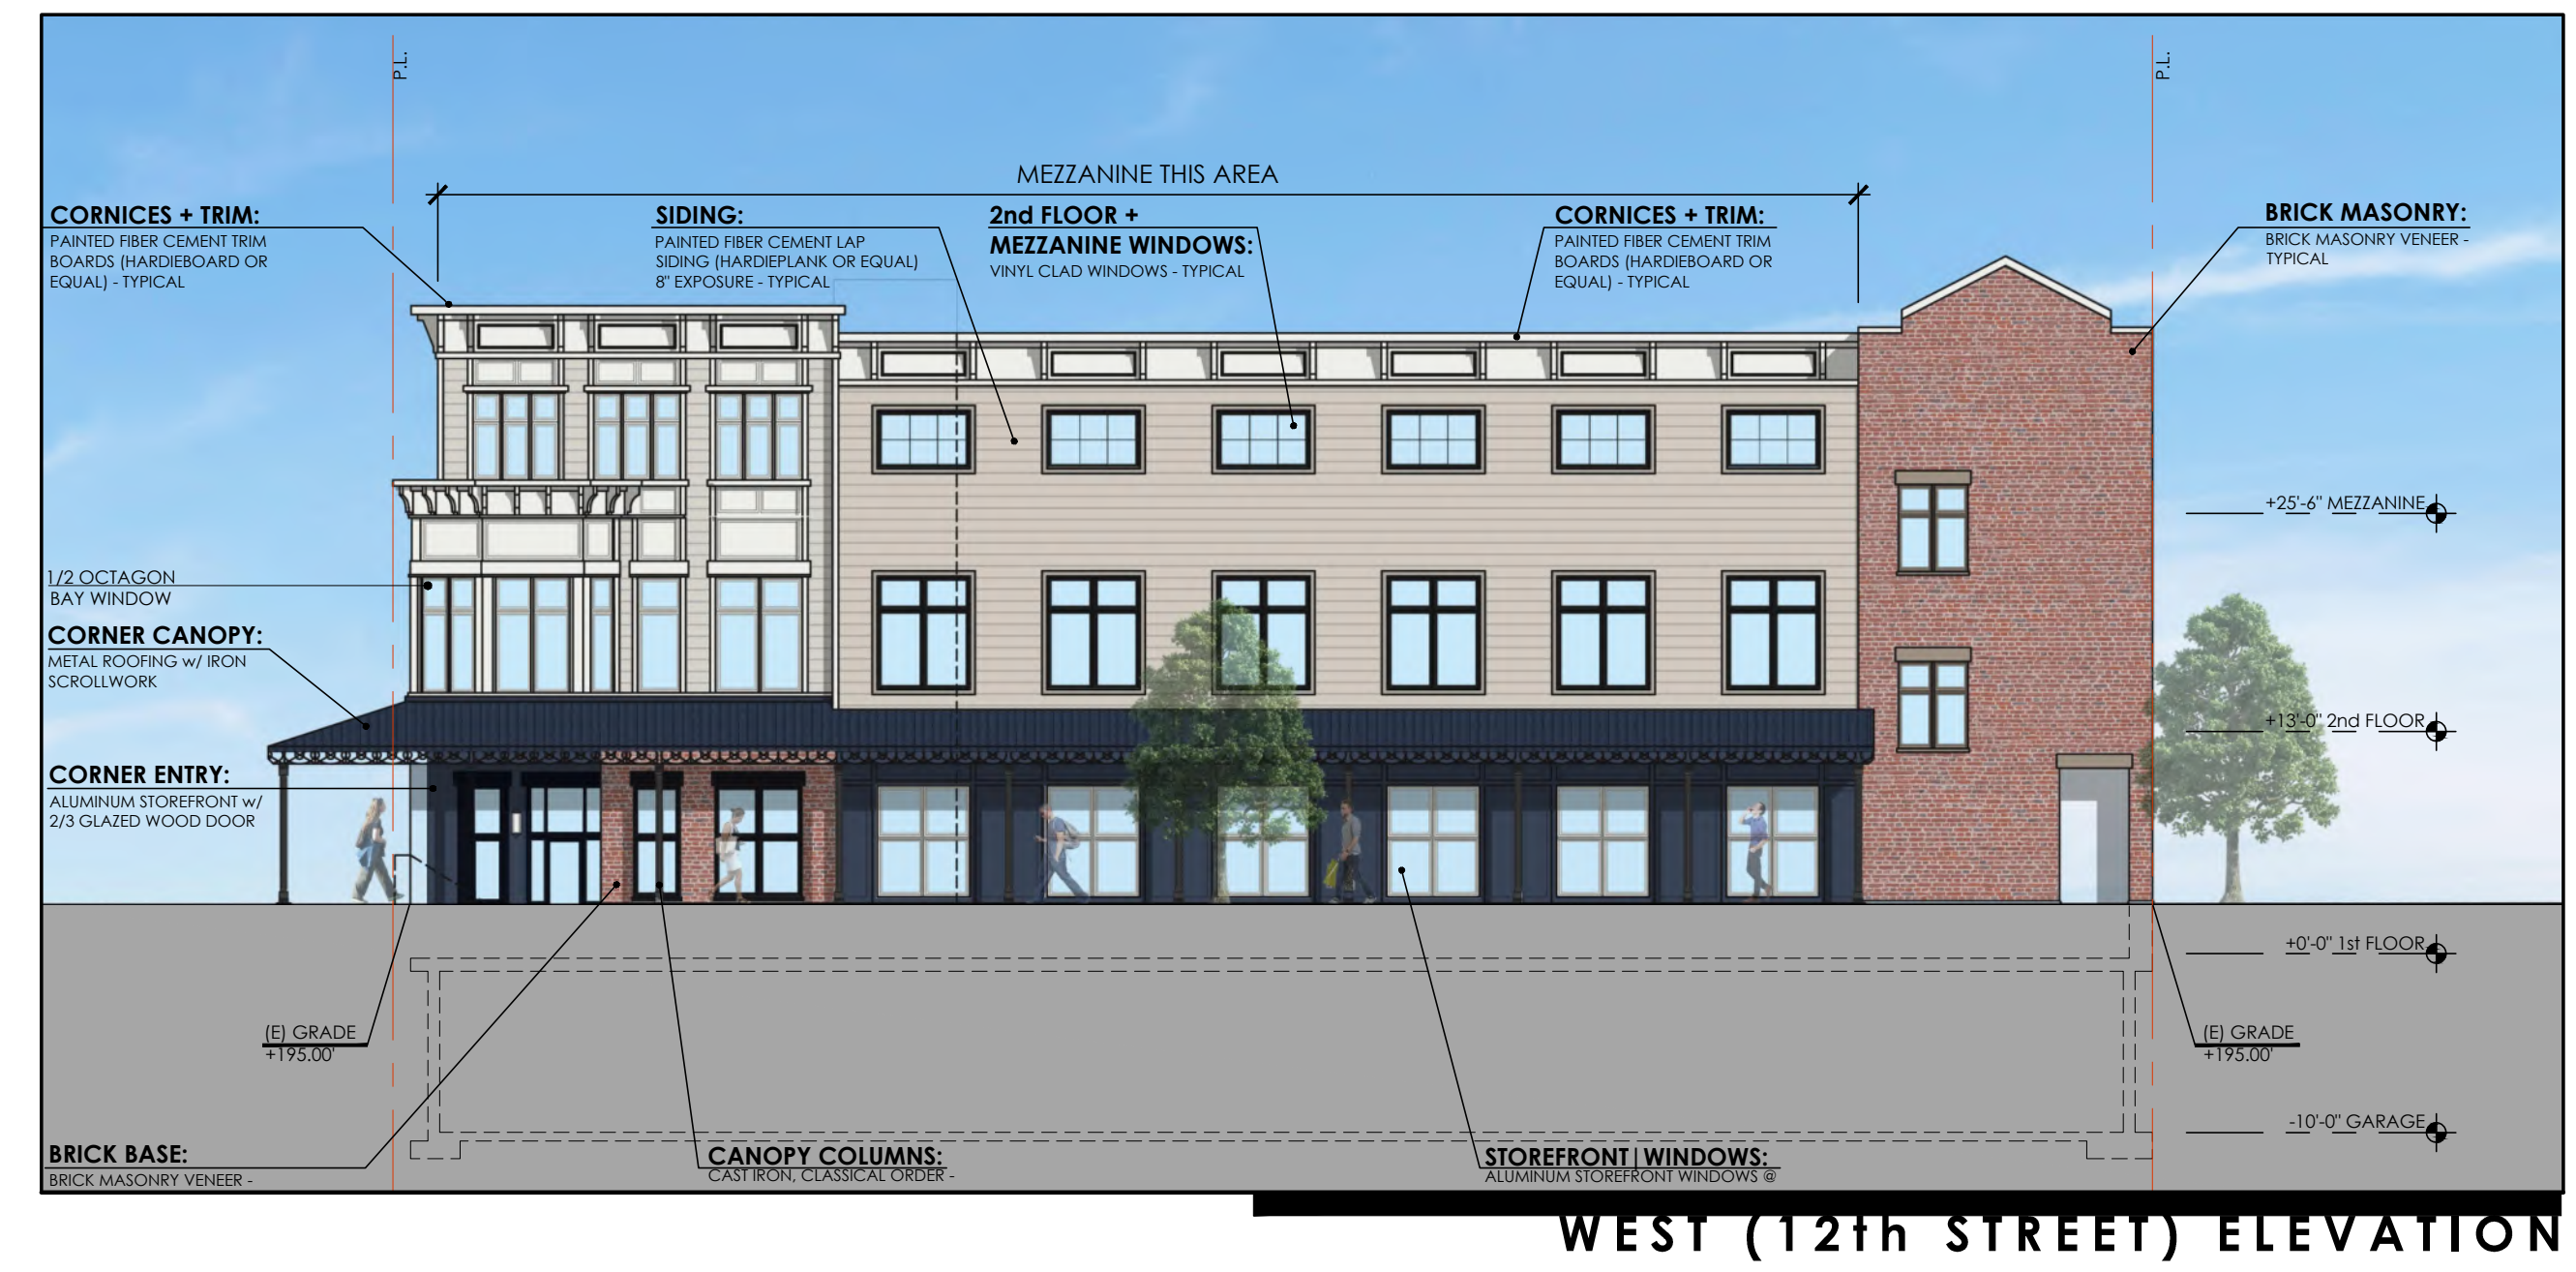 P.L.
P.L.
MEZZANINE THIS AREA
CORNICES + TRIM:
PAINTED FIBER CEMENT TRIM
BOARDS (HARDIEBOARD OR
EQUAL) - TYPICAL
SIDING:
PAINTED FIBER CEMENT LAP
SIDING (HARDIEPLANK OR EQUAL)
8" EXPOSURE - TYPICAL
2nd FLOOR +
MEZZANINE WINDOWS:
VINYL CLAD WINDOWS - TYPICAL
CORNICES + TRIM:
PAINTED FIBER CEMENT TRIM
BOARDS (HARDIEBOARD OR
EQUAL) - TYPICAL
BRICK MASONRY:
BRICK MASONRY VENEER -
TYPICAL
+25'-6" MEZZANINE
1/2 OCTAGON
BAY WINDOW
CORNER CANOPY:
METAL ROOFING w/ IRON
SCROLLWORK
+13'-0" 2nd FLOOR
CORNER ENTRY:
ALUMINUM STOREFRONT w/
2/3 GLAZED WOOD DOOR
+0'-0" 1st FLOOR
(E) GRADE
+195.00'
(E) GRADE
+195.00'
-10'-0" GARAGE
BRICK BASE:
BRICK MASONRY VENEER -
CANOPY COLUMNS:
CAST IRON, CLASSICAL ORDER -
STOREFRONT|WINDOWS:
ALUMINUM STOREFRONT WINDOWS @
WEST (12th STREET) ELEVATION